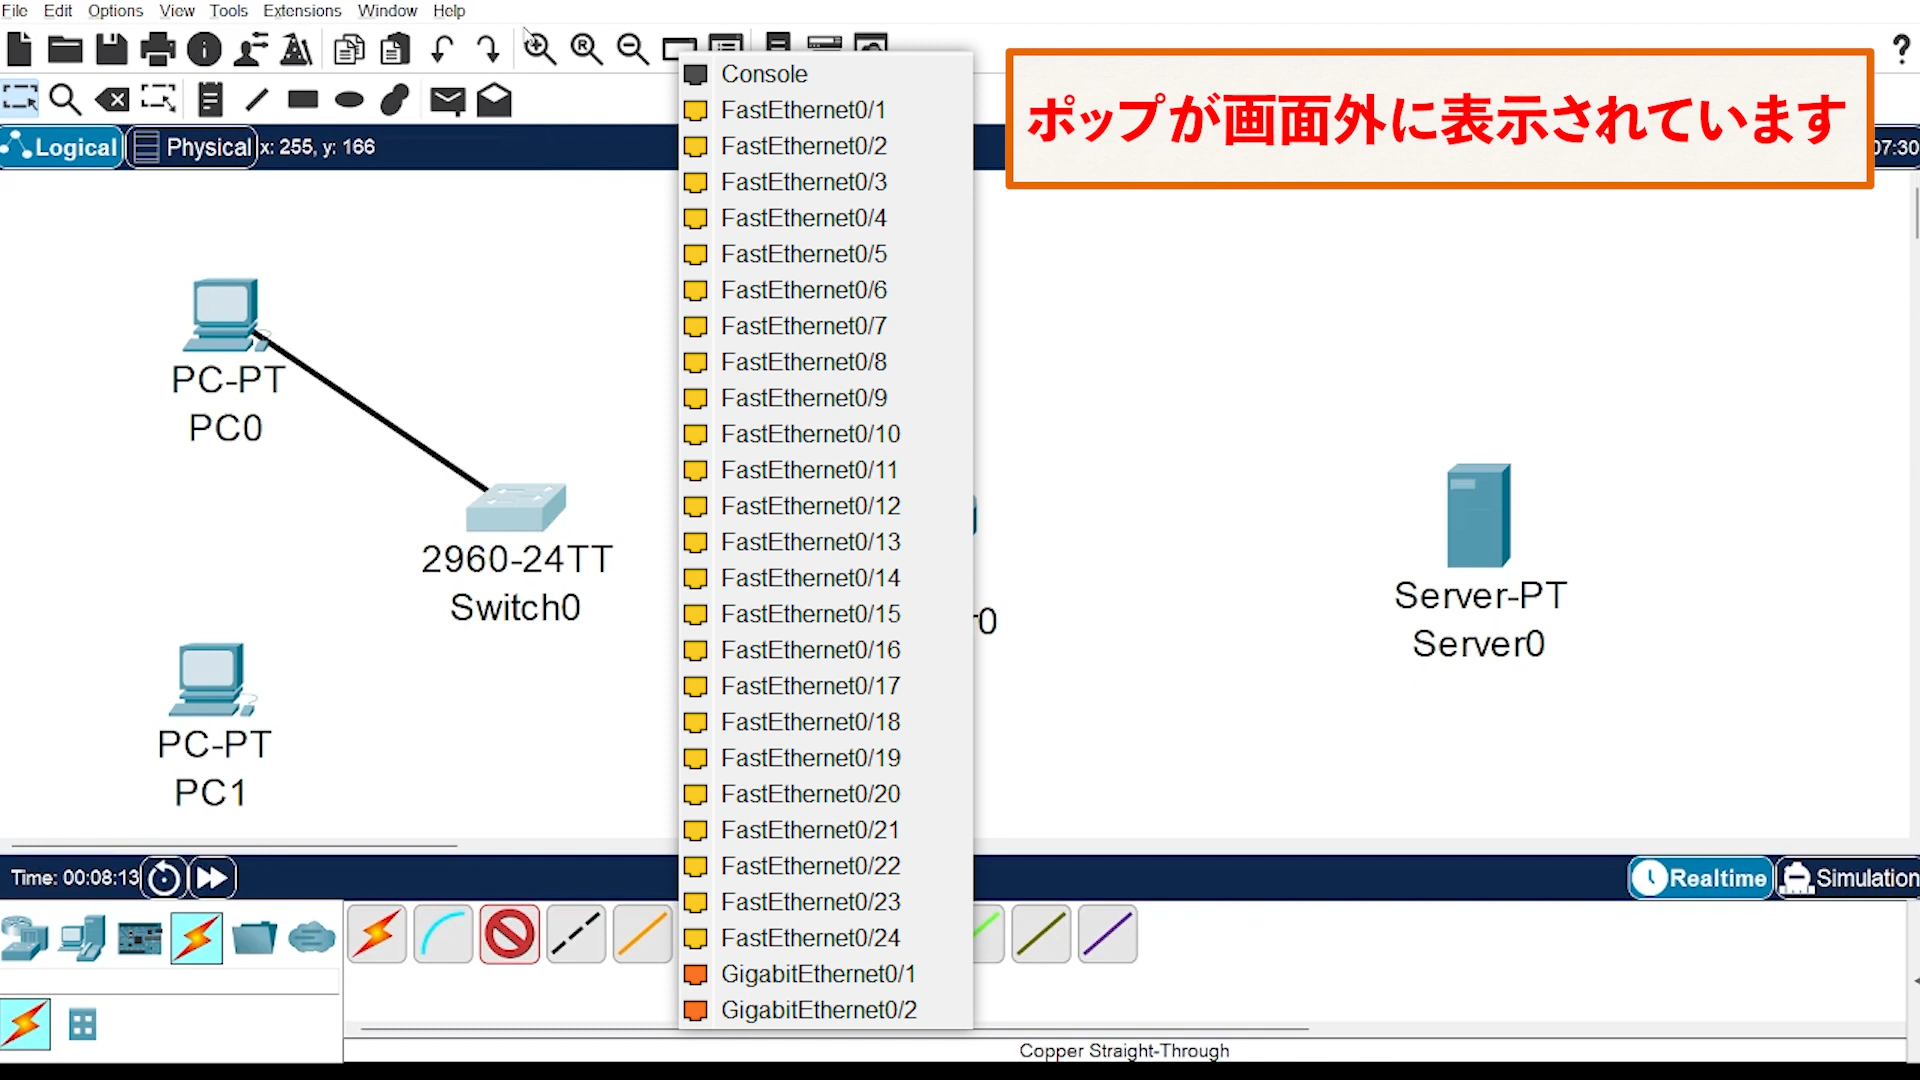 File Edit Options View Tools Extensions Window Help
ポップが画面外に表示されています
Logical Physical x: 255, y: 166
07:30
Console
FastEthernet0/1
FastEthernet0/2
FastEthernet0/3
FastEthernet0/4
FastEthernet0/5
FastEthernet0/6
FastEthernet0/7
FastEthernet0/8
FastEthernet0/9
FastEthernet0/10
FastEthernet0/11
FastEthernet0/12
FastEthernet0/13
FastEthernet0/14
FastEthernet0/15
FastEthernet0/16
FastEthernet0/17
FastEthernet0/18
FastEthernet0/19
FastEthernet0/20
FastEthernet0/21
FastEthernet0/22
FastEthernet0/23
FastEthernet0/24
GigabitEthernet0/1
GigabitEthernet0/2
PC-PT
PC0
2960-24TT
Switch0
PC-PT
PC1
r0
Server-PT
Server0
Time: 00:08:13
Realtime Simulation
Copper Straight-Through